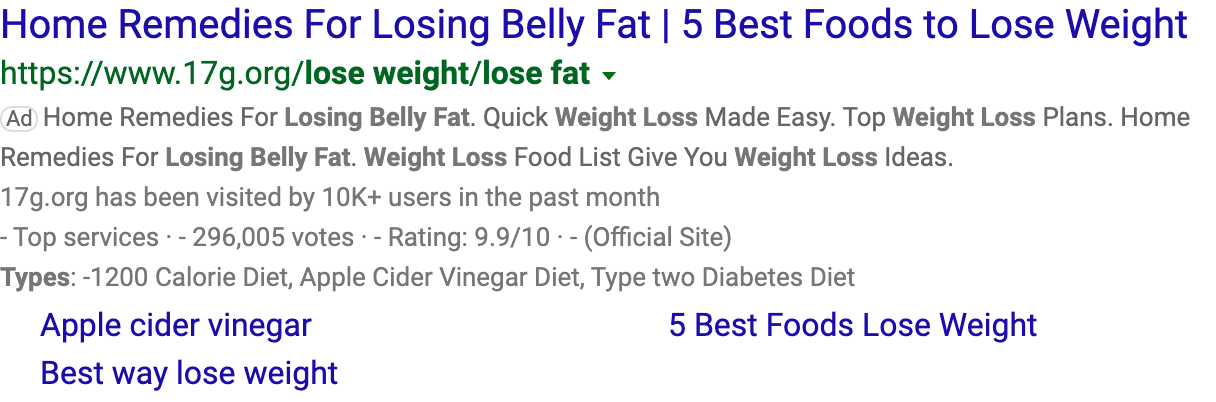 Home Remedies For Losing Belly Fat | 5 Best Foods to Lose Weight
https://www.17g.org/lose weight/lose fat
Ad Home Remedies For Losing Belly Fat. Quick Weight Loss Made Easy. Top Weight Loss Plans. Home
Remedies For Losing Belly Fat. Weight Loss Food List Give You Weight Loss Ideas.
17g.org has been visited by 10K+ users in the past month
- Top services · - 296,005 votes · - Rating: 9.9/10 · - (Official Site)
Types: -1200 Calorie Diet, Apple Cider Vinegar Diet, Type two Diabetes Diet
Apple cider vinegar 5 Best Foods Lose Weight
Best way lose weight